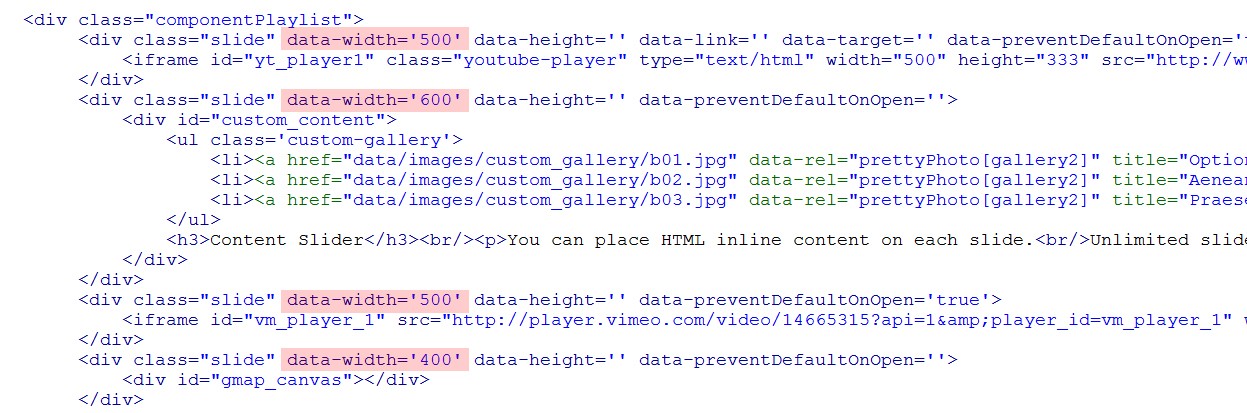 <div class="componentPlaylist">
<div class="slide" data-width='500' data-height='' data-link='' data-target='' data-preventDefaultOnOpen='
<iframe id="yt_player1" class="youtube-player" type="text/html" width="500" height="333" src="http://
</div>
<div class="slide" data-width='600' data-height='' data-preventDefaultOnOpen=''>
<div id="custom_content">
<ul class='custom-gallery'>
<li><a href="data/images/custom_gallery/b01.jpg" data-rel="prettyPhoto[gallery2]" title="Option
<li><a href="data/images/custom_gallery/b02.jpg" data-rel="prettyPhoto[gallery2]" title="Aenean
<li><a href="data/images/custom_gallery/b03.jpg" data-rel="prettyPhoto[gallery2]" title="Praese
</ul>
<h3>Content Slider</h3><br/><p>You can place HTML inline content on each slide.<br/>Unlimited slide
</div>
</div>
<div class="slide" data-width='500' data-height='' data-preventDefaultOnOpen='true'>
<iframe id="vm_player_1" src="http://player.vimeo.com/video/14665315?api=1&amp;player_id=vm_player_1"
</div>
<div class="slide" data-width='400' data-height='' data-preventDefaultOnOpen=''>
<div id="gmap_canvas"></div>
</div>